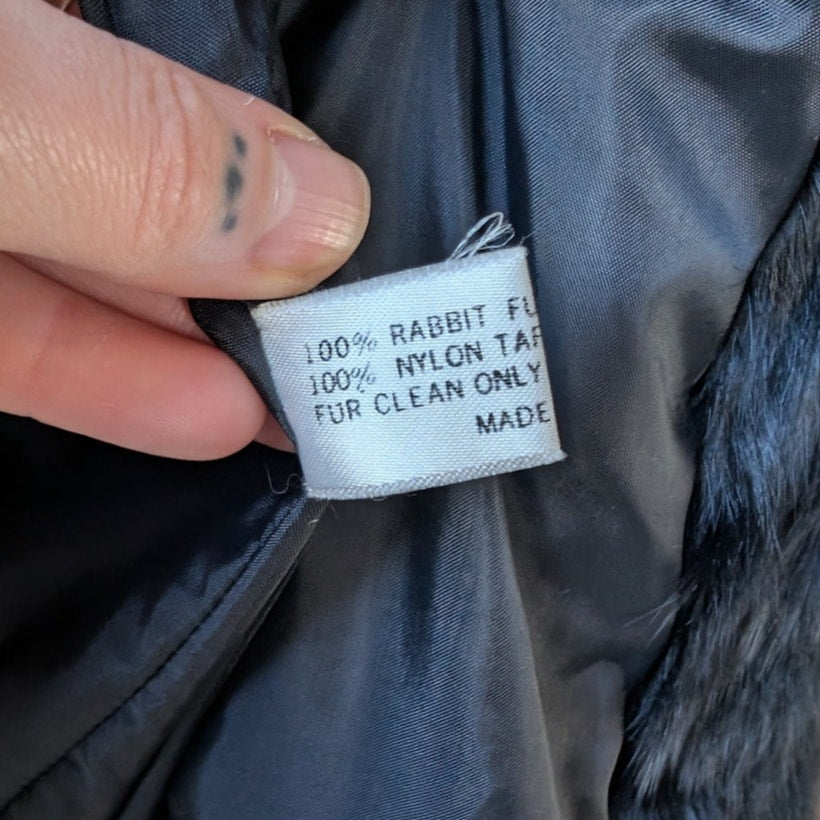 100% RABBIT FU
100% NYLON TAF
FUR CLEAN ONLY
MADE